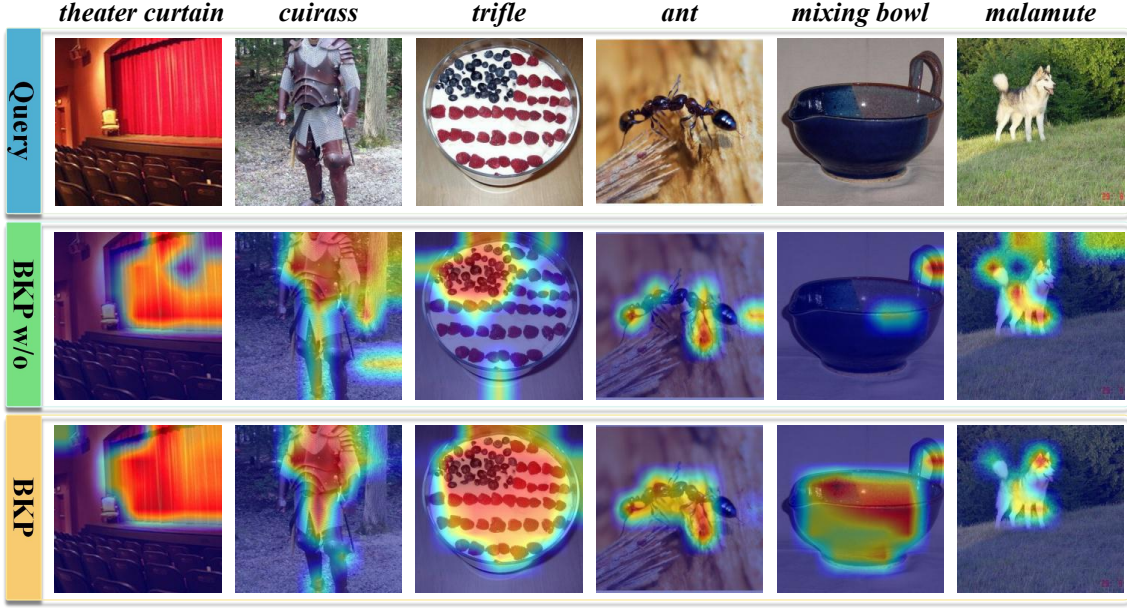 theater curtain cuirass trifle ant mixing bowl malamute
Query
BKP w/o
BKP